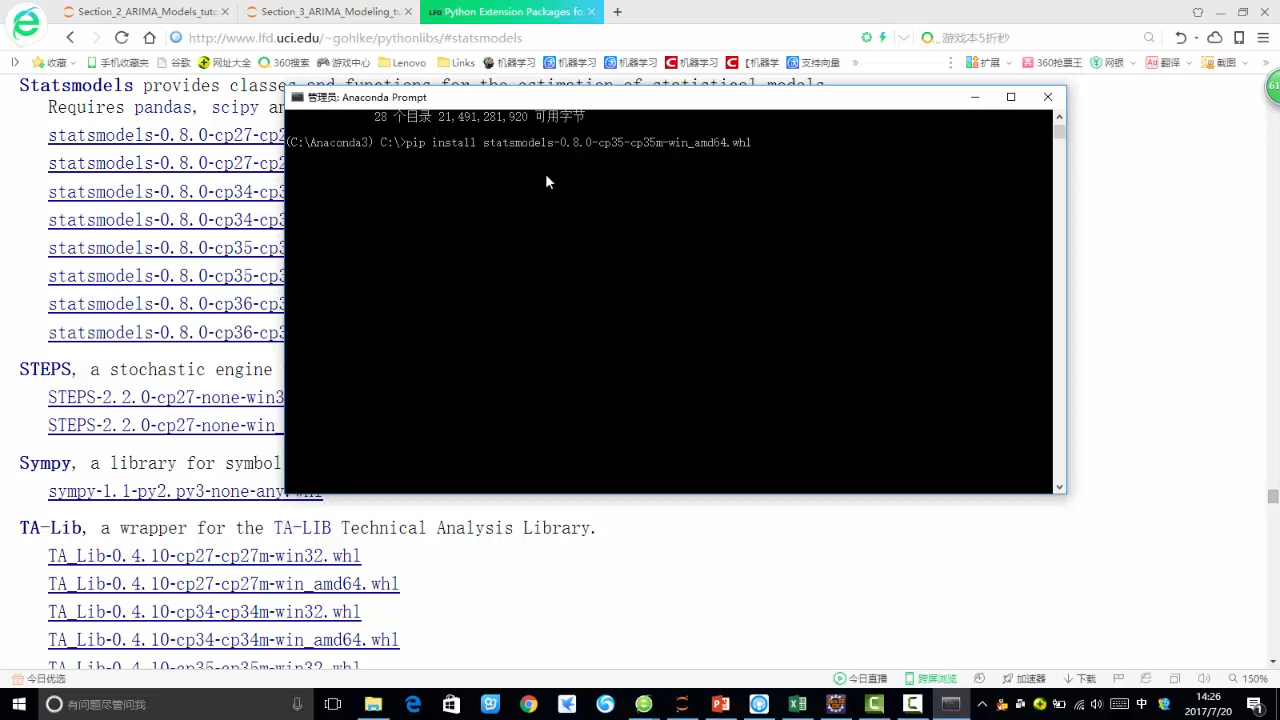 Section_2_ARIMA_Models_tuto
Section_3_ARIMA_Modeling_tu
LFD Python Extension Packages fo
http://www.lfd.uci.edu/~gohlke/pythonlibs/#statsmodels
游戏本5折秒
收藏
手机收藏夹
谷歌
网址大全
360搜索
游戏中心
Lenovo
Links
机器学习
机器学习
机器学习
机器学习
【机器学
支持向量
扩展
360抢票王
网银
翻译
截图
61
Statsmodels provides classes and functions for the estimation of statistical models.
Requires pandas, scipy an
statsmodels-0.8.0-cp27-cp27
statsmodels-0.8.0-cp27-cp27
statsmodels-0.8.0-cp34-cp3
statsmodels-0.8.0-cp34-cp3
statsmodels-0.8.0-cp35-cp3
statsmodels-0.8.0-cp35-cp3
statsmodels-0.8.0-cp36-cp3
statsmodels-0.8.0-cp36-cp3
管理员: Anaconda Prompt
28 个目录 21,491,281,920 可用字节
(C:\Anaconda3) C:\>pip install statsmodels-0.8.0-cp35-cp35m-win_amd64.whl
STEPS, a stochastic engine
STEPS-2.2.0-cp27-none-win3
STEPS-2.2.0-cp27-none-win_
Sympy, a library for symbol
sympy-1.1-py2.py3-none-any.whl
TA-Lib, a wrapper for the TA-LIB Technical Analysis Library.
TA_Lib-0.4.10-cp27-cp27m-win32.whl
TA_Lib-0.4.10-cp27-cp27m-win_amd64.whl
TA_Lib-0.4.10-cp34-cp34m-win32.whl
TA_Lib-0.4.10-cp34-cp34m-win_amd64.whl
TA_Lib-0.4.10-cp35-cp35m-win32.whl
今日优选
今日直播
跨屏浏览
加速器
下载
150%
有问题尽管问我
中
14:26
2017/7/20